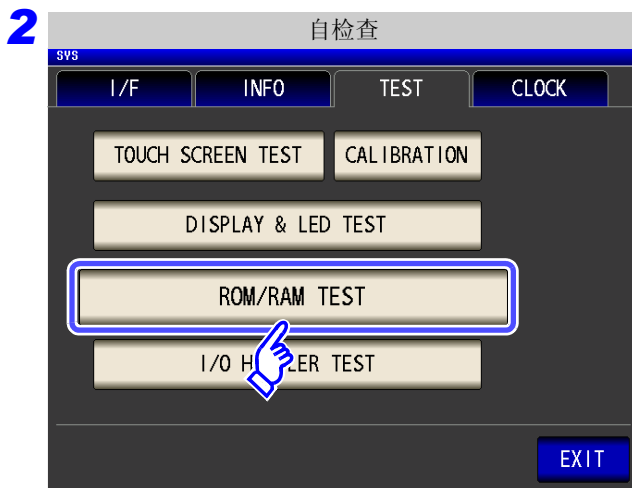 2
自检查
SYS
I/F INFO TEST CLOCK
TOUCH SCREEN TEST CALIBRATION
DISPLAY & LED TEST
ROM/RAM TEST
I/O TEST
EXIT